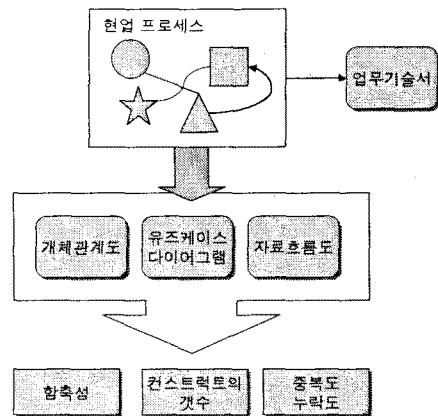 현업 프로세스
업무기술서
개체관계도
유즈케이스
다이어그램
자료흐름도
함축성
컨스트럭트의
갯수
중복도
누락도